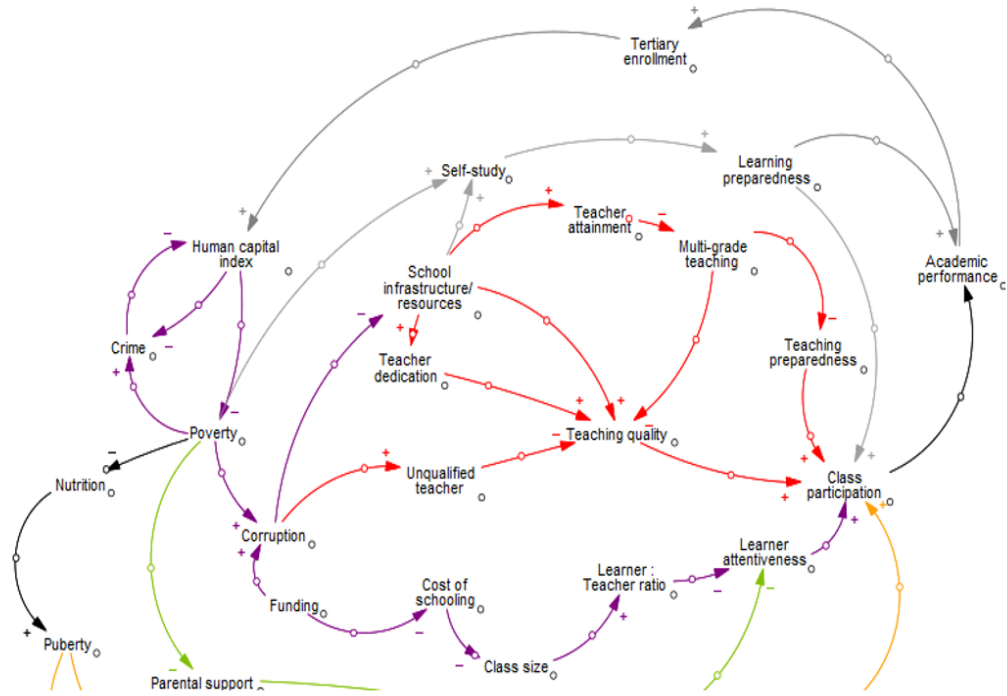 Tertiary
enrollment
Self-study
Learning
preparedness
Teacher
attainment
Human capital
index
Multi-grade
teaching
School
infrastructure/
resources
Academic
performance
Crime
Teacher
dedication
Teaching
preparedness
Poverty
Teaching quality
Nutrition
Unqualified
teacher
Class
participation
Corruption
Learner
attentiveness
Learner :
Teacher ratio
Cost of
schooling
Funding
Puberty
Class size
Parental support